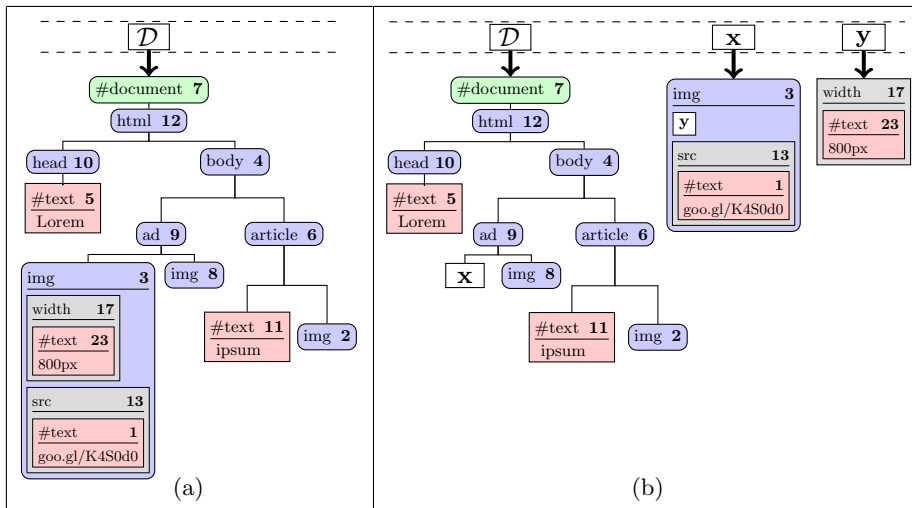 𝒟
#document 7
html 12
head 10
body 4
#text 5
Lorem
ad 9
article 6
img 3
img 8
width 17
#text 23
800px
#text 11
ipsum
img 2
src 13
#text 1
goo.gl/K4S0d0
(a)
𝒟
x
y
#document 7
html 12
head 10
body 4
#text 5
Lorem
ad 9
article 6
x
img 8
#text 11
ipsum
img 2
img 3
y
src 13
#text 1
goo.gl/K4S0d0
width 17
#text 23
800px
(b)